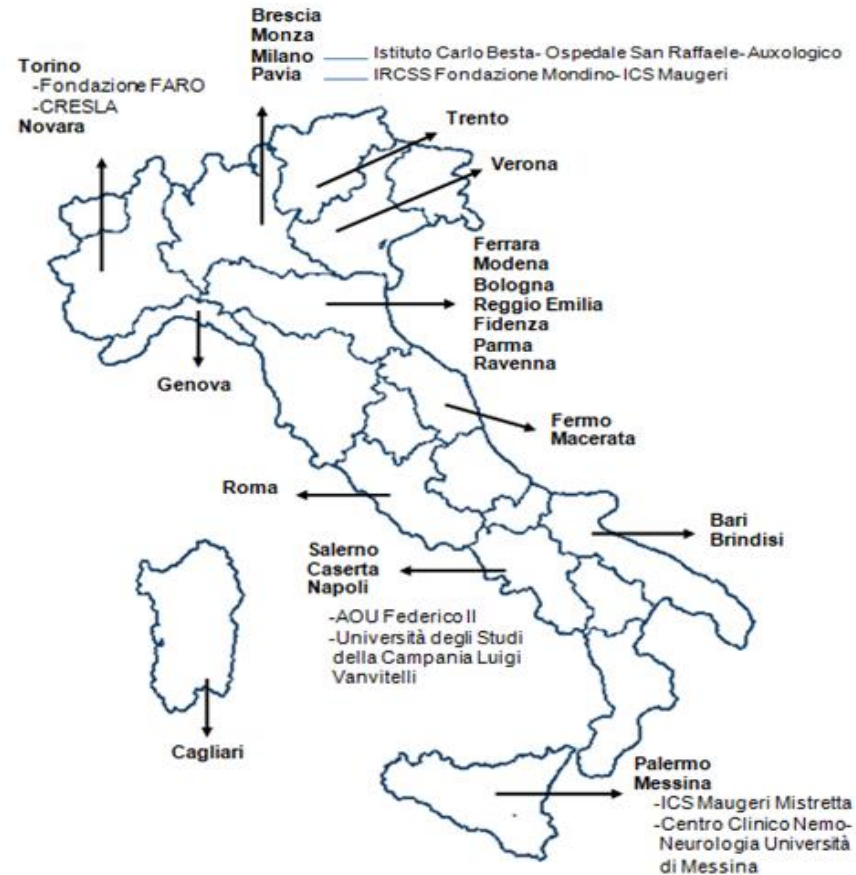 Brescia
Monza
Milano
Istituto Carlo Besta- Ospedale San Raffaele- Auxologico
Pavia
IRCSS Fondazione Mondino- ICS Maugeri
Torino
-Fondazione FARO
-CRESLA
Novara
Trento
Verona
Ferrara
Modena
Bologna
Reggio Emilia
Fidenza
Parma
Ravenna
Genova
Fermo
Macerata
Roma
Bari
Brindisi
Salerno
Caserta
Napoli
-AOU Federico II
-Università degli Studi
della Campania Luigi
Vanvitelli
Cagliari
Palermo
Messina
-ICS Maugeri Mistretta
-Centro Clinico Nemo-
Neurologia Università
di Messina